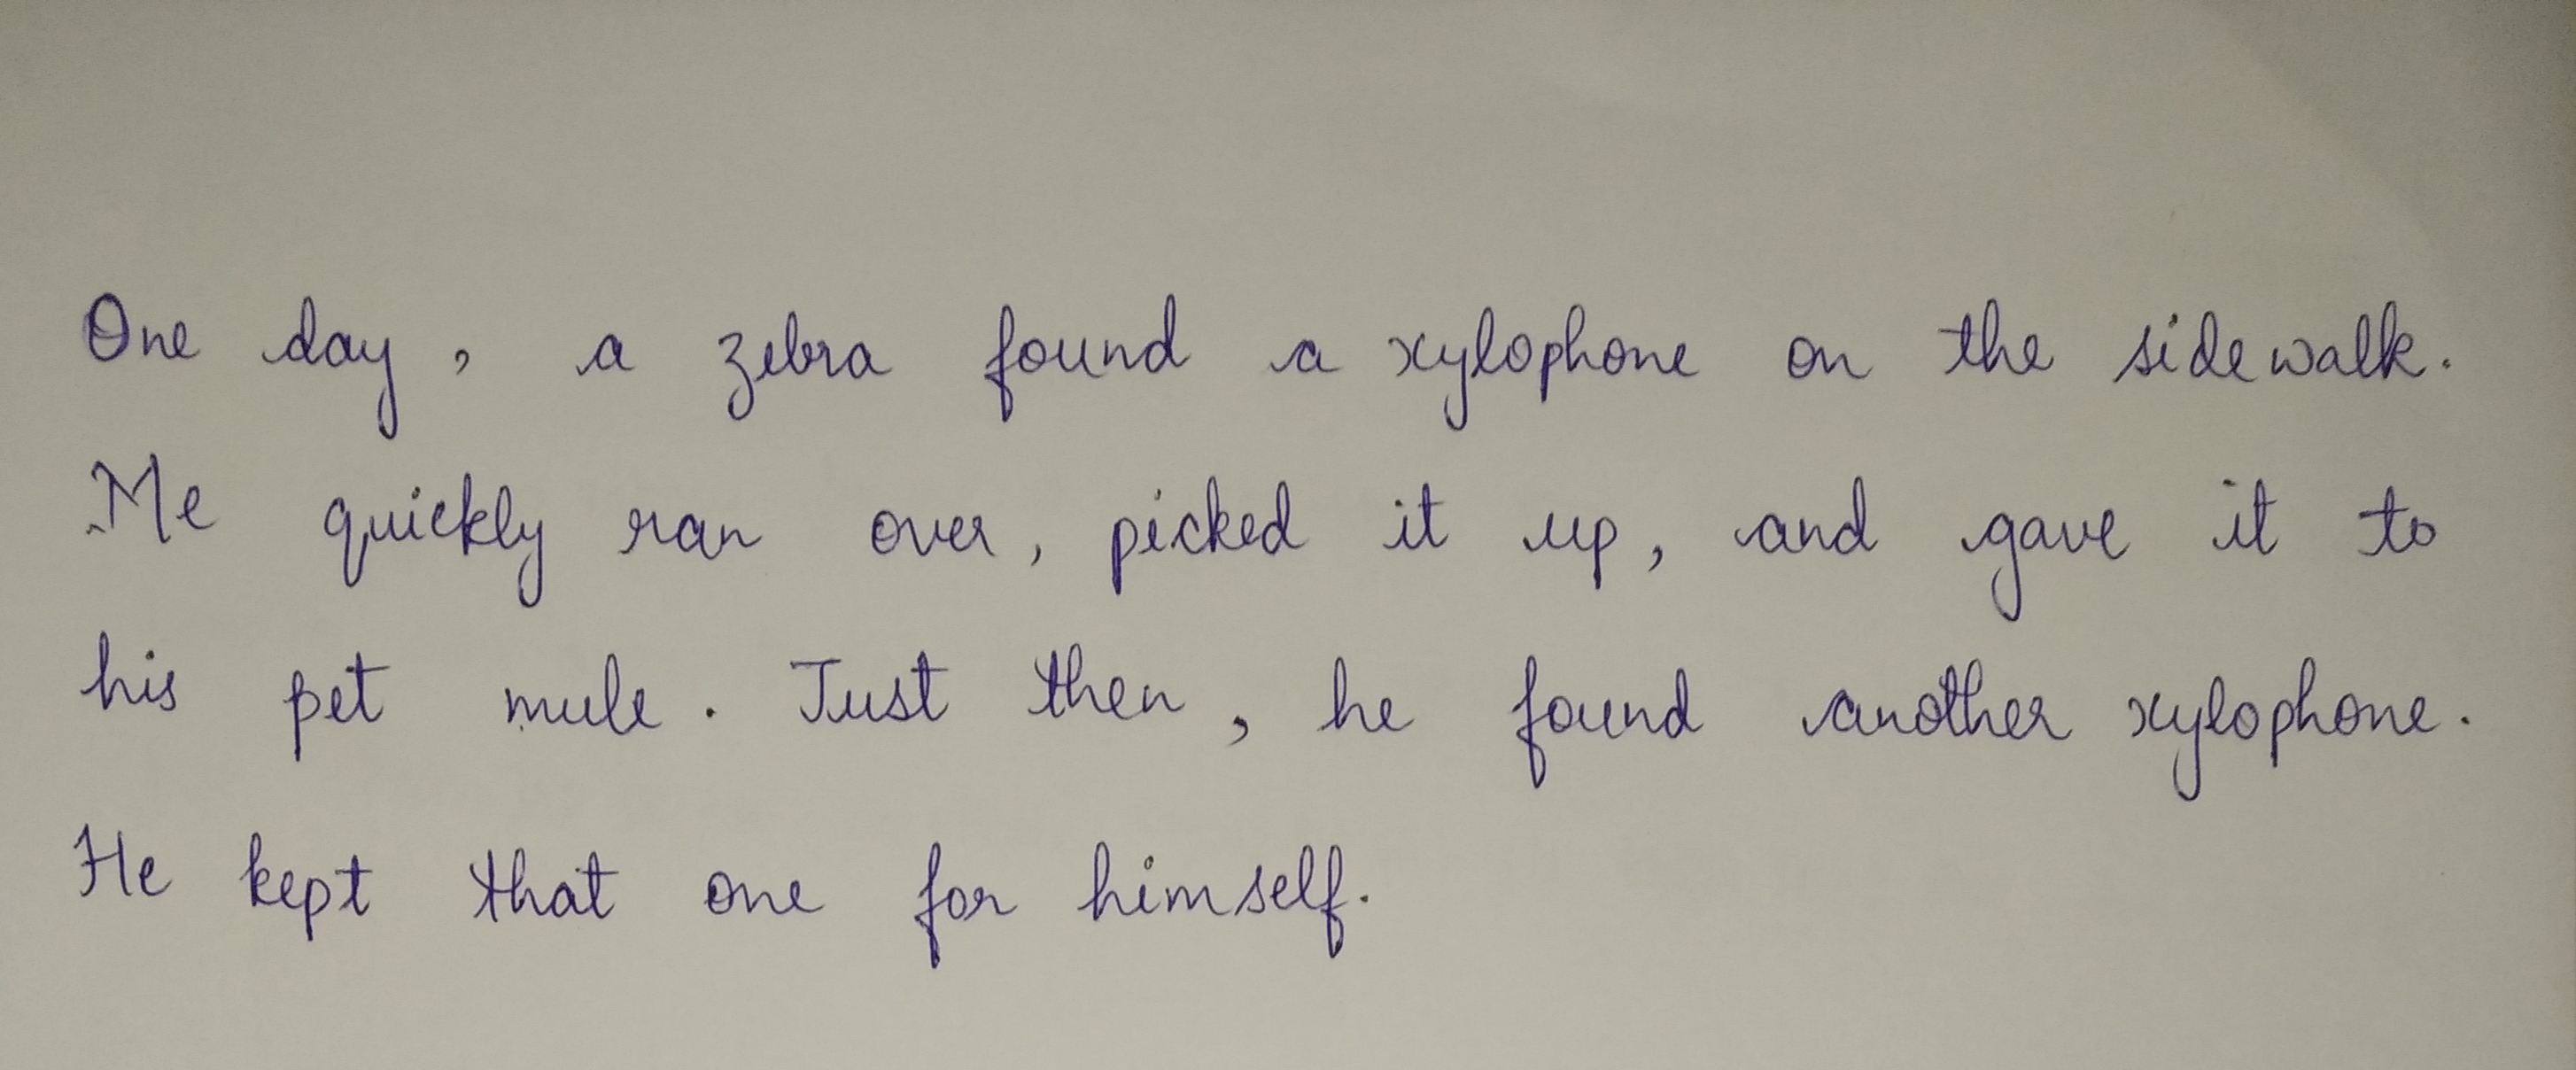 One day, a zebra found a xylophone on the sidewalk.
Me quickly ran over, picked it up, and gave it to
his pet mule. Just then, he found another xylophone.
He kept that one for himself.